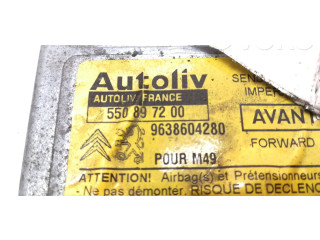 Autoliv
AUTOLIV/FRANCE
550 89 72 00
9638604280
POUR M49
AVANT
FORWARD
ATTENTION! Airbag(s) et Prétensionneurs
- Ne pas démonter. RISQUE DE DECLENC